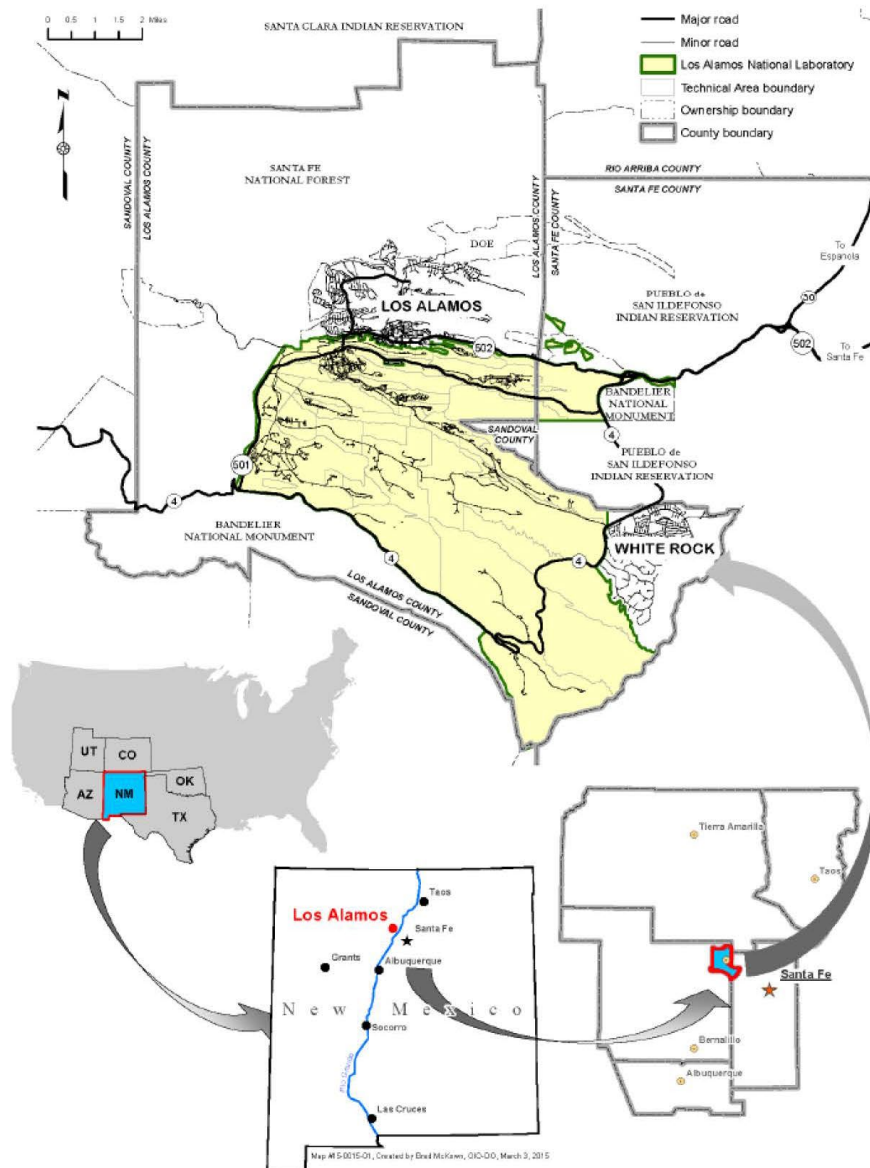 0 0.5 1 2 Miles
SANTA CLARA INDIAN RESERVATION
Major road
Minor road
Los Alamos National Laboratory
Technical Area boundary
Ownership boundary
County boundary
SANDOVAL COUNTY
LOS ALAMOS COUNTY
SANTA FE
NATIONAL FOREST
RIO ARRIBA COUNTY
SANTA FE COUNTY
LOS ALAMOS COUNTY
SANTA FE COUNTY
DOE
To
Espanola
LOS ALAMOS
PUEBLO de
SAN ILDEFONSO
INDIAN RESERVATION
30
502
502
To
Santa Fe
BANDELIER
NATIONAL
MONUMENT
SANDOVAL
COUNTY
4
PUEBLO de
SAN ILDEFONSO
INDIAN RESERVATION
501
4
BANDELIER
NATIONAL MONUMENT
WHITE ROCK
4
4
LOS ALAMOS COUNTY
SANDOVAL COUNTY
UT
CO
AZ
NM
OK
TX
Tierra Amarilla
Taos
Santa Fe
Bernalillo
Albuquerque
Taos
Los Alamos
Santa Fe
Grants
Albuquerque
New Mexico
Socorro
Rio Grande
Las Cruces
Map #15-0015-01, Created by Brad McKown, OIO-DO, March 3, 2015